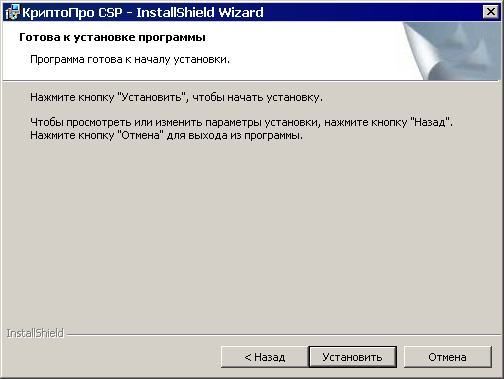 КриптоПро CSP - InstallShield Wizard
Готова к установке программы
Программа готова к началу установки.
Нажмите кнопку "Установить", чтобы начать установку.
Чтобы просмотреть или изменить параметры установки, нажмите кнопку "Назад".
Нажмите кнопку "Отмена" для выхода из программы.
InstallShield
< Назад
Установить
Отмена